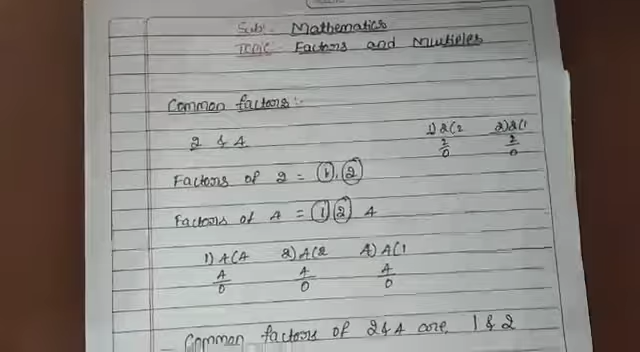 Sub:- Mathematics
TOPIC Factors and Multiples
Common factors:-
2 & 4
1)2(2 2)2(1
2 2
0 0
Factors of 2 = 1, 2
Factors of 4 = 1 2 4
1) 4(4 2) 4(2 4) 4(1
4 4 4
0 0 0
Common factors of 2 & 4 are 1 & 2